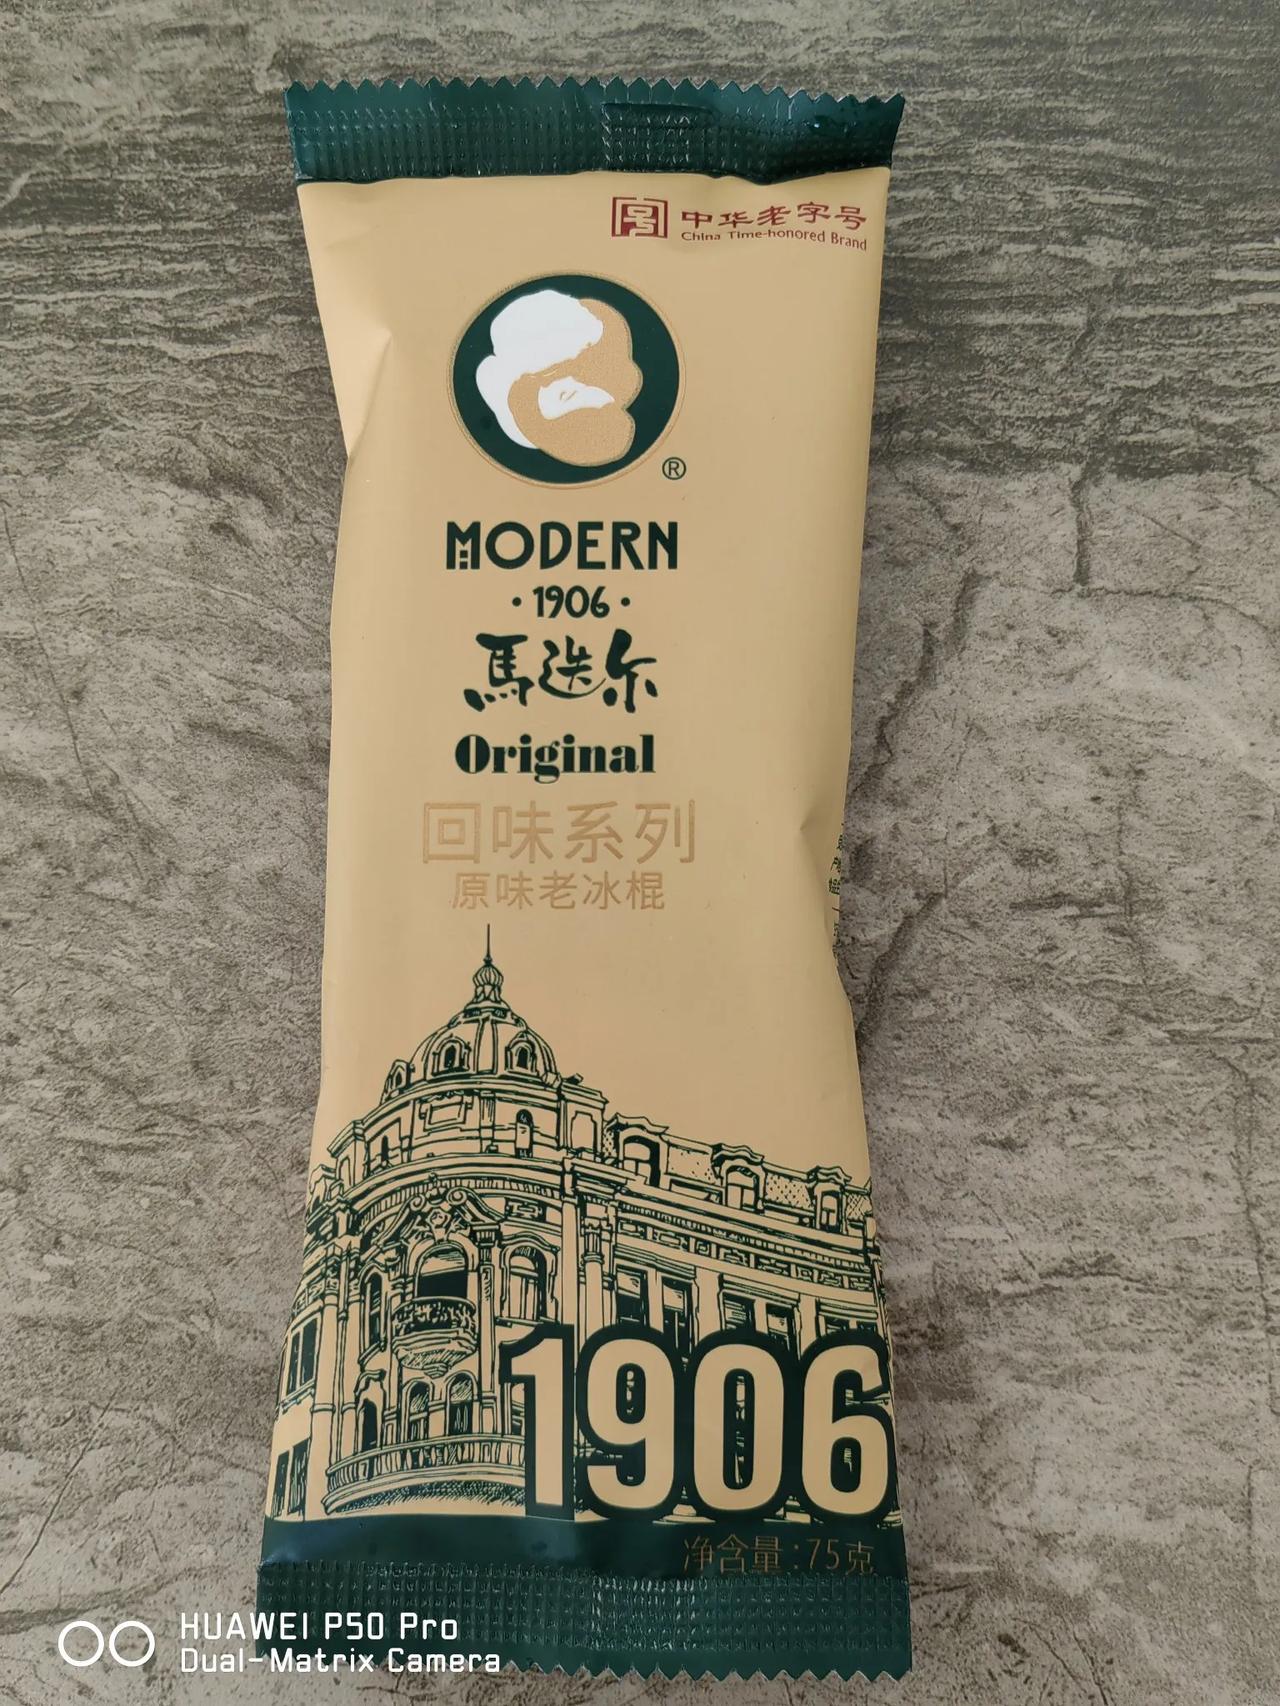 中华老字号
China Time-honored Brand
®
MODERN
·1906·
馬迭尔
Original
回味系列
原味老冰棍
1906
净含量:75克
HUAWEI P50 Pro
Dual-Matrix Camera